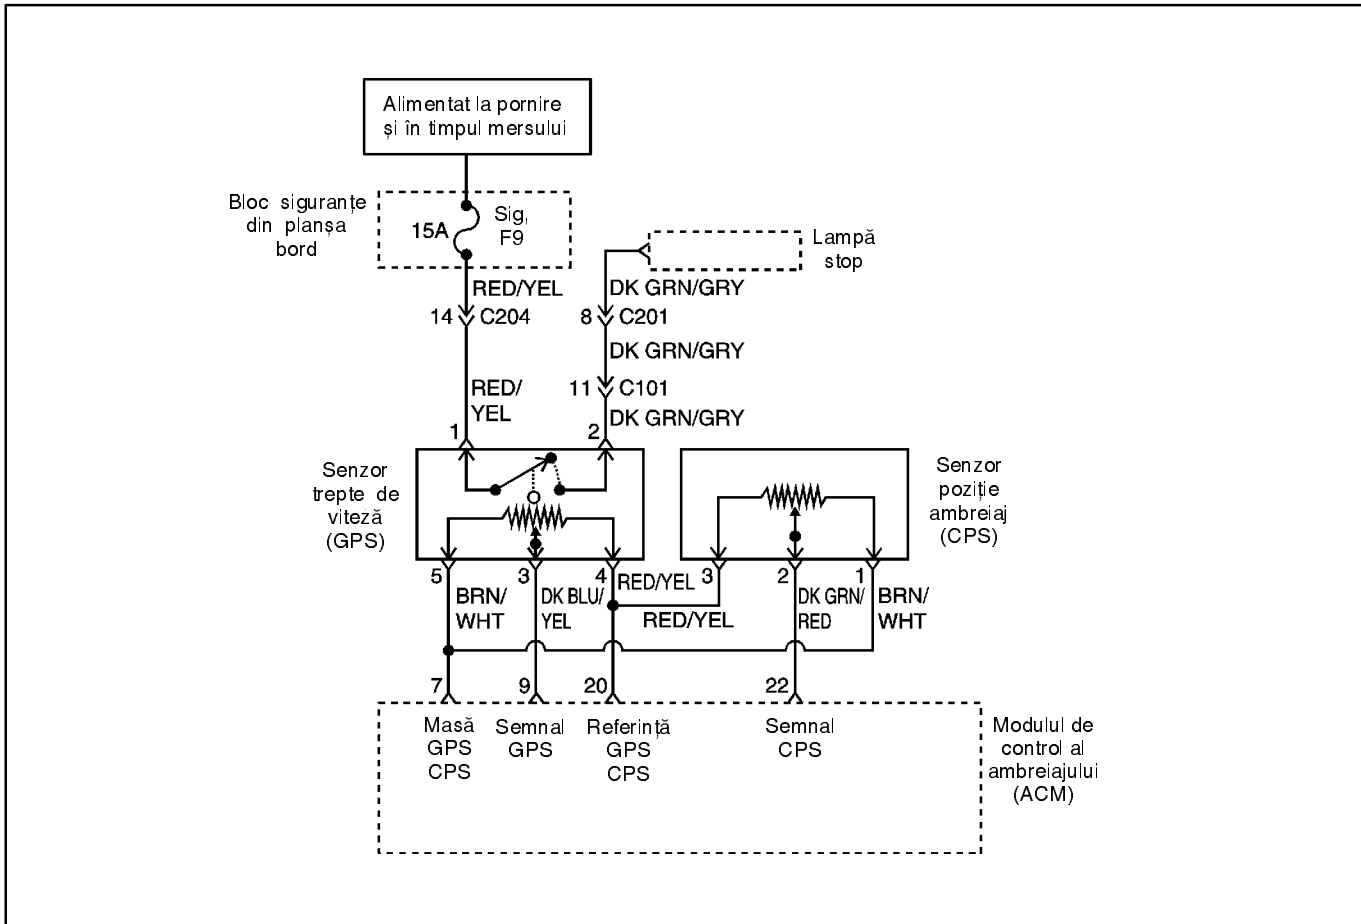 Alimentat la pornire
și în timpul mersului
Bloc siguranțe
din planșa
bord
15A
Sig,
F9
Lampă
stop
RED/YEL
DK GRN/GRY
14
C204
8
C201
DK GRN/GRY
RED/
YEL
11
C101
DK GRN/GRY
1
2
Senzor
trepte de
viteză
(GPS)
Senzor
poziție
ambreiaj
(CPS)
5
3
4
RED/YEL
3
2
1
BRN/
WHT
DK BLU/
YEL
RED/YEL
DK GRN/
RED
BRN/
WHT
7
9
20
22
Masă
GPS
CPS
Semnal
GPS
Referință
GPS
CPS
Semnal
CPS
Modulul de
control al
ambreiajului
(ACM)